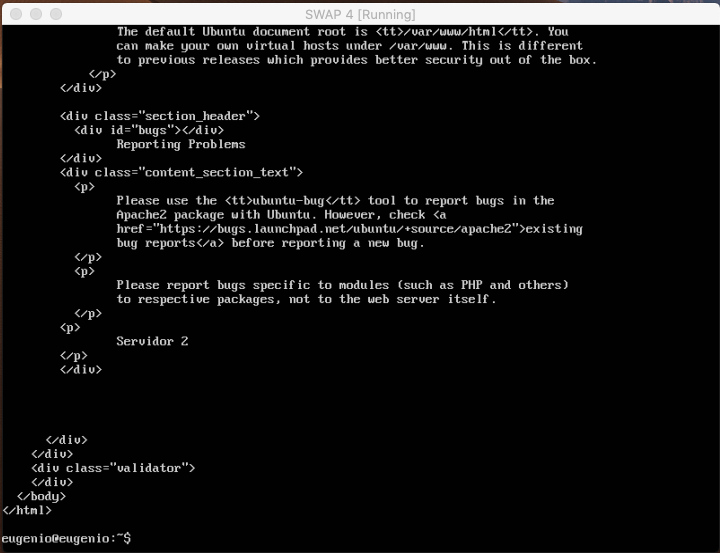 SWAP 4 [Running]
The default Ubuntu document root is <tt>/var/www/html</tt>. You
can make your own virtual hosts under /var/www. This is different
to previous releases which provides better security out of the box.
</p>
</div>
<div class="section_header">
<div id="bugs"></div>
Reporting Problems
</div>
<div class="content_section_text">
<p>
Please use the <tt>ubuntu-bug</tt> tool to report bugs in the
Apache2 package with Ubuntu. However, check <a
href="https://bugs.launchpad.net/ubuntu/+source/apache2">existing
bug reports</a> before reporting a new bug.
</p>
<p>
Please report bugs specific to modules (such as PHP and others)
to respective packages, not to the web server itself.
</p>
<p>
Servidor 2
</p>
</div>
</div>
</div>
<div class="validator">
</div>
</body>
</html>
eugenio@eugenio:~$